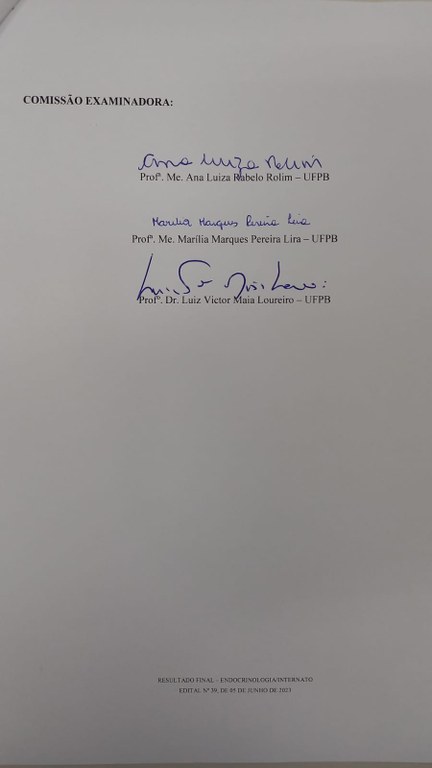 COMISSÃO EXAMINADORA:
Ana Luiza Rolim
Profª. Me. Ana Luiza Rabelo Rolim – UFPB
Marília Marques Pereira Lira
Profª. Me. Marília Marques Pereira Lira – UFPB
Profº. Dr. Luiz Victor Maia Loureiro – UFPB
RESULTADO FINAL – ENDOCRINOLOGIA/INTERNATO
EDITAL Nº 39, DE 05 DE JUNHO DE 2023